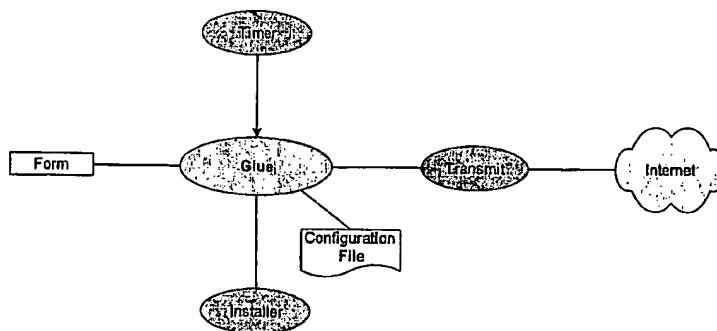 Timer
Form
Glue
Transmit
Internet
Configuration
File
Installer